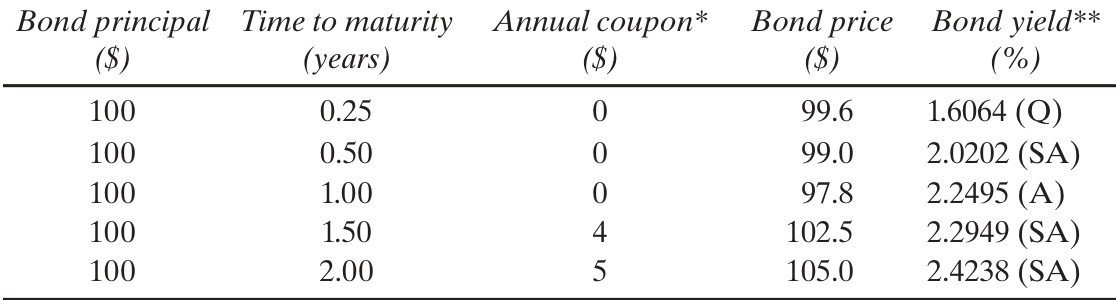 Bond principal Time to maturity Annual coupon* Bond price Bond yield**
($) (years) ($) ($) (%)
100 0.25 0 99.6 1.6064 (Q)
100 0.50 0 99.0 2.0202 (SA)
100 1.00 0 97.8 2.2495 (A)
100 1.50 4 102.5 2.2949 (SA)
100 2.00 5 105.0 2.4238 (SA)